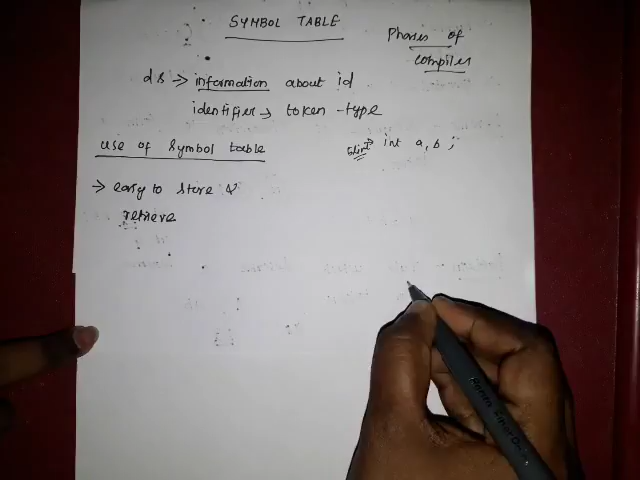 SYMBOL TABLE
Phases of
compiler
ds → information about id
identifier → token - type
use of symbol table
int a, b ;
→ easy to store &
retrieve